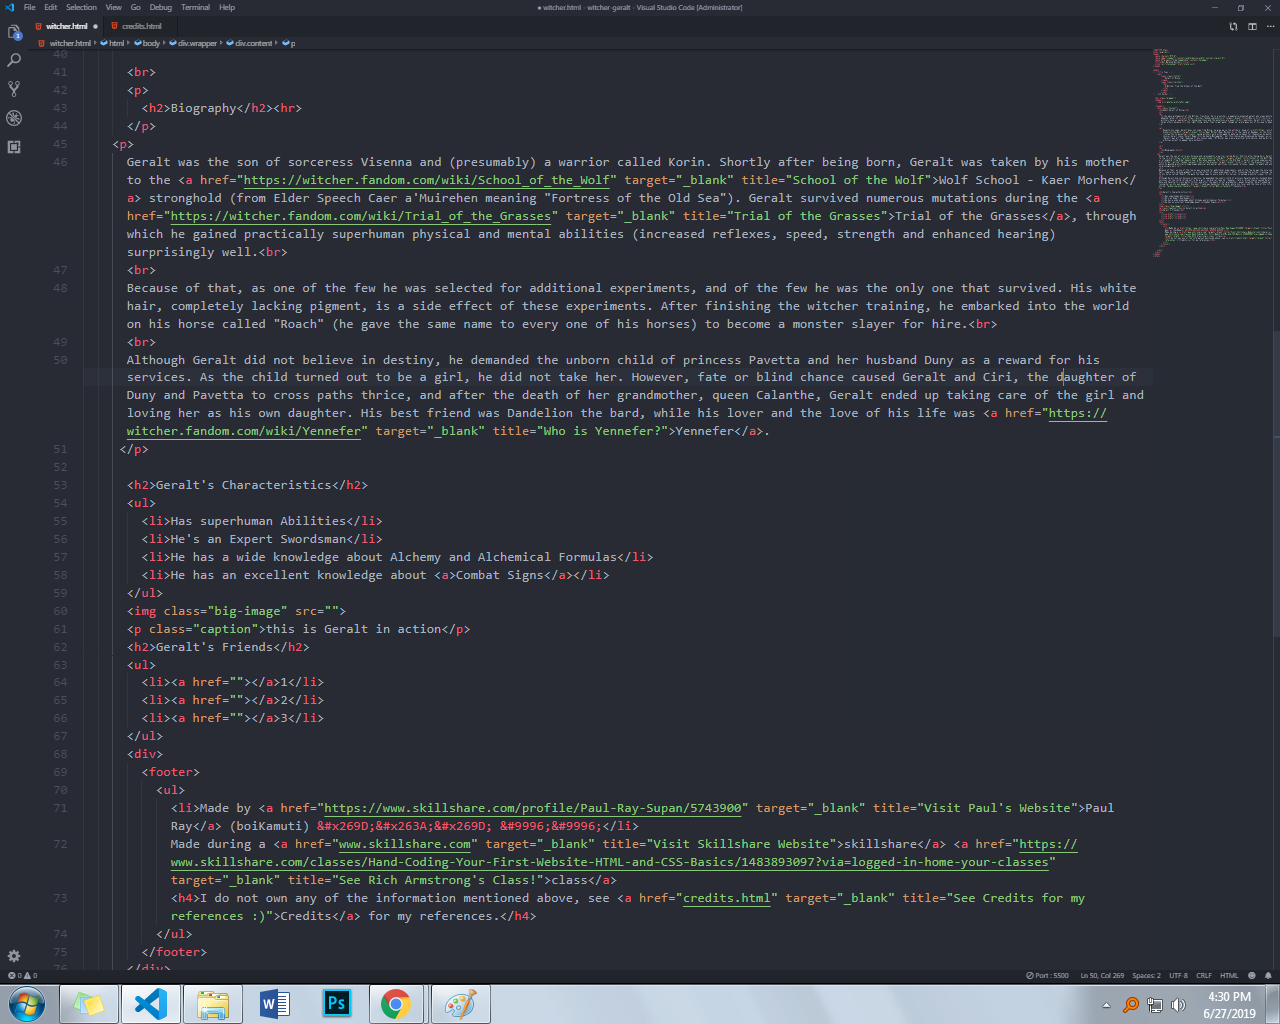 File Edit Selection View Go Debug Terminal Help
● witcher.html - witcher-geralt - Visual Studio Code [Administrator]
witcher.html ● credits.html
witcher.html › html › body › div.wrapper › div.content › p
40
41 <br>
42 <p>
43 <h2>Biography</h2><hr>
44 </p>
45 <p>
46 Geralt was the son of sorceress Visenna and (presumably) a warrior called Korin. Shortly after being born, Geralt was taken by his mother
to the <a href="https://witcher.fandom.com/wiki/School_of_the_Wolf" target="_blank" title="School of the Wolf">Wolf School - Kaer Morhen</
a> stronghold (from Elder Speech Caer a'Muirehen meaning "Fortress of the Old Sea"). Geralt survived numerous mutations during the <a
href="https://witcher.fandom.com/wiki/Trial_of_the_Grasses" target="_blank" title="Trial of the Grasses">Trial of the Grasses</a>, through
which he gained practically superhuman physical and mental abilities (increased reflexes, speed, strength and enhanced hearing)
surprisingly well.<br>
47 <br>
48 Because of that, as one of the few he was selected for additional experiments, and of the few he was the only one that survived. His white
hair, completely lacking pigment, is a side effect of these experiments. After finishing the witcher training, he embarked into the world
on his horse called "Roach" (he gave the same name to every one of his horses) to become a monster slayer for hire.<br>
49 <br>
50 Although Geralt did not believe in destiny, he demanded the unborn child of princess Pavetta and her husband Duny as a reward for his
services. As the child turned out to be a girl, he did not take her. However, fate or blind chance caused Geralt and Ciri, the daughter of
Duny and Pavetta to cross paths thrice, and after the death of her grandmother, queen Calanthe, Geralt ended up taking care of the girl and
loving her as his own daughter. His best friend was Dandelion the bard, while his lover and the love of his life was <a href="https://
witcher.fandom.com/wiki/Yennefer" target="_blank" title="Who is Yennefer?">Yennefer</a>.
51 </p>
52
53 <h2>Geralt's Characteristics</h2>
54 <ul>
55 <li>Has superhuman Abilities</li>
56 <li>He's an Expert Swordsman</li>
57 <li>He has a wide knowledge about Alchemy and Alchemical Formulas</li>
58 <li>He has an excellent knowledge about <a>Combat Signs</a></li>
59 </ul>
60 <img class="big-image" src="">
61 <p class="caption">this is Geralt in action</p>
62 <h2>Geralt's Friends</h2>
63 <ul>
64 <li><a href=""></a>1</li>
65 <li><a href=""></a>2</li>
66 <li><a href=""></a>3</li>
67 </ul>
68 <div>
69 <footer>
70 <ul>
71 <li>Made by <a href="https://www.skillshare.com/profile/Paul-Ray-Supan/5743900" target="_blank" title="Visit Paul's Website">Paul
Ray</a> (boiKamuti) &#x269D;&#x263A;&#x269D; &#9996;&#9996;</li>
72 Made during a <a href="www.skillshare.com" target="_blank" title="Visit Skillshare Website">skillshare</a> <a href="https://
www.skillshare.com/classes/Hand-Coding-Your-First-Website-HTML-and-CSS-Basics/1483893097?via=logged-in-home-your-classes"
target="_blank" title="See Rich Armstrong's Class!">class</a>
73 <h4>I do not own any of the information mentioned above, see <a href="credits.html" target="_blank" title="See Credits for my
references :)">Credits</a> for my references.</h4>
74 </ul>
75 </footer>
76 </div>
0 0 Port : 5500 Ln 50, Col 269 Spaces: 2 UTF-8 CRLF HTML
Ps
4:30 PM
6/27/2019